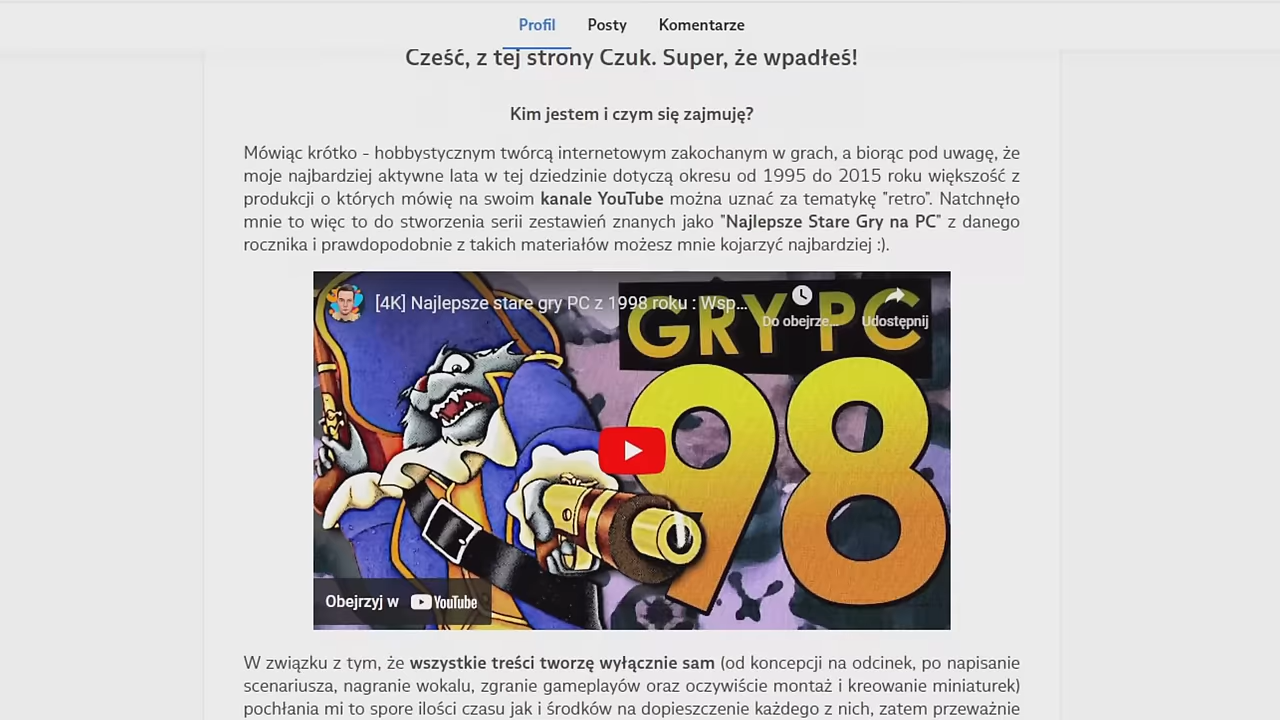 Profil Posty Komentarze
Cześć, z tej strony Czuk. Super, że wpadłeś!
Kim jestem i czym się zajmuję?
Mówiąc krótko - hobbystycznym twórcą internetowym zakochanym w grach, a biorąc pod uwagę, że
moje najbardziej aktywne lata w tej dziedzinie dotyczą okresu od 1995 do 2015 roku większość z
produkcji o których mówię na swoim kanale YouTube można uznać za tematykę "retro". Natchnęło
mnie to więc to do stworzenia serii zestawień znanych jako "Najlepsze Stare Gry na PC" z danego
rocznika i prawdopodobnie z takich materiałów możesz mnie kojarzyć najbardziej :).
[4K] Najlepsze stare gry PC z 1998 roku : Wsp...
Do obejrze... Udostępnij
GRY PC
98
Obejrzyj w YouTube
W związku z tym, że wszystkie treści tworzę wyłącznie sam (od koncepcji na odcinek, po napisanie
scenariusza, nagranie wokalu, zgranie gameplayów oraz oczywiście montaż i kreowanie miniaturek)
pochłania mi to spore ilości czasu jak i środków na dopieszczenie każdego z nich, zatem przeważnie